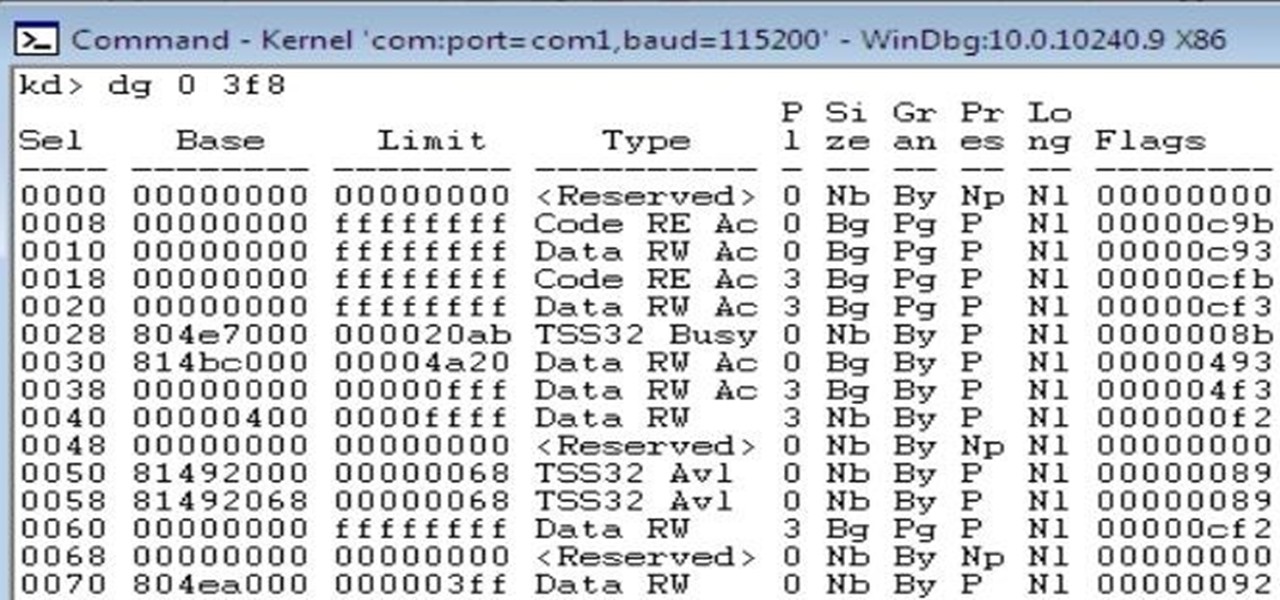 Command - Kernel 'com:port=com1,baud=115200' - WinDbg:10.0.10240.9 X86
kd> dg 0 3f8
P Si Gr Pr Lo
Sel Base Limit Type l ze an es ng Flags
---- -------- -------- ---------- - -- -- -- -- --------
0000 00000000 00000000 <Reserved> 0 Nb By Np Nl 00000000
0008 00000000 ffffffff Code RE Ac 0 Bg Pg P Nl 00000c9b
0010 00000000 ffffffff Data RW Ac 0 Bg Pg P Nl 00000c93
0018 00000000 ffffffff Code RE Ac 3 Bg Pg P Nl 00000cfb
0020 00000000 ffffffff Data RW Ac 3 Bg Pg P Nl 00000cf3
0028 804e7000 000020ab TSS32 Busy 0 Nb By P Nl 0000008b
0030 814bc000 00004a20 Data RW Ac 0 Bg By P Nl 00000493
0038 00000000 00000fff Data RW Ac 3 Bg By P Nl 000004f3
0040 00000400 0000ffff Data RW 3 Nb By P Nl 000000f2
0048 00000000 00000000 <Reserved> 0 Nb By Np Nl 00000000
0050 81492000 00000068 TSS32 Avl 0 Nb By P Nl 00000089
0058 81492068 00000068 TSS32 Avl 0 Nb By P Nl 00000089
0060 00000000 ffffffff Data RW 3 Bg Pg P Nl 00000cf2
0068 00000000 00000000 <Reserved> 0 Nb By Np Nl 00000000
0070 804ea000 000003ff Data RW 0 Nb By P Nl 00000092